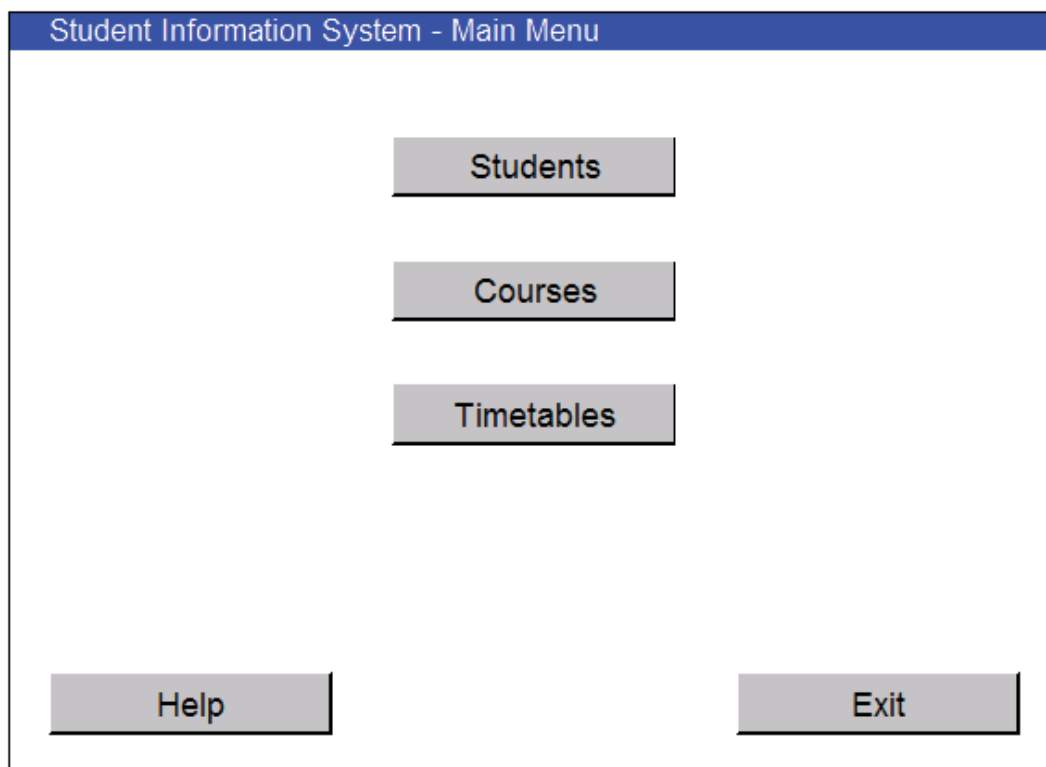 Student Information System - Main Menu
Students
Courses
Timetables
Help
Exit